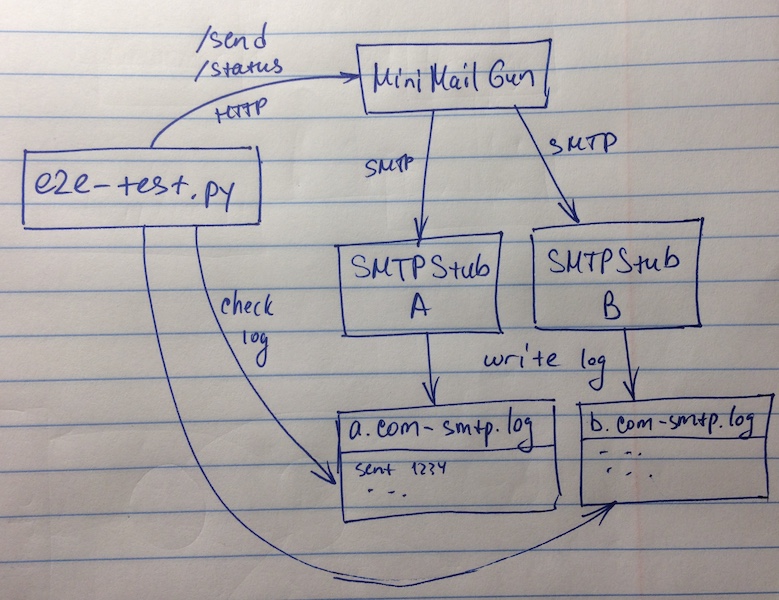 /send
/status
HTTP
Mini Mail Gun
e2e-test.py
SMTP
SMTP
SMTPStub
A
SMTPStub
B
check
log
write log
a.com-smtp.log
sent 1234
. - .
b.com-smtp.log
- - .
- - .